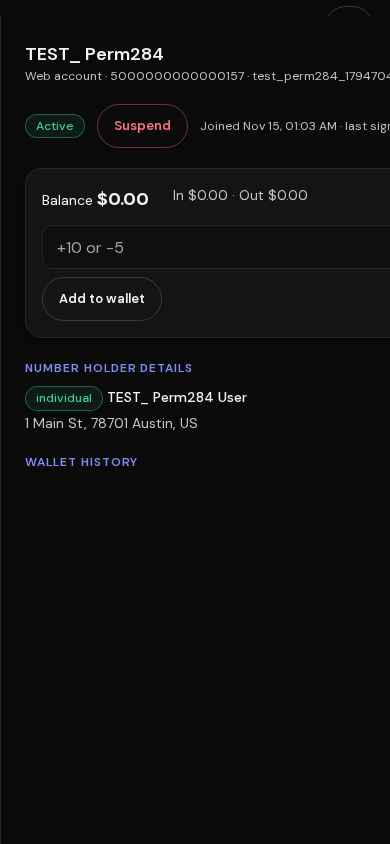 TEST_ Perm284
Web account · 5000000000000157 · test_perm284_179470
Active Suspend Joined Nov 15, 01:03 AM · last
Balance $0.00 In $0.00 · Out $0.00
+10 or -5
Add to wallet
NUMBER HOLDER DETAILS
individual TEST_ Perm284 User
1 Main St, 78701 Austin, US
WALLET HISTORY